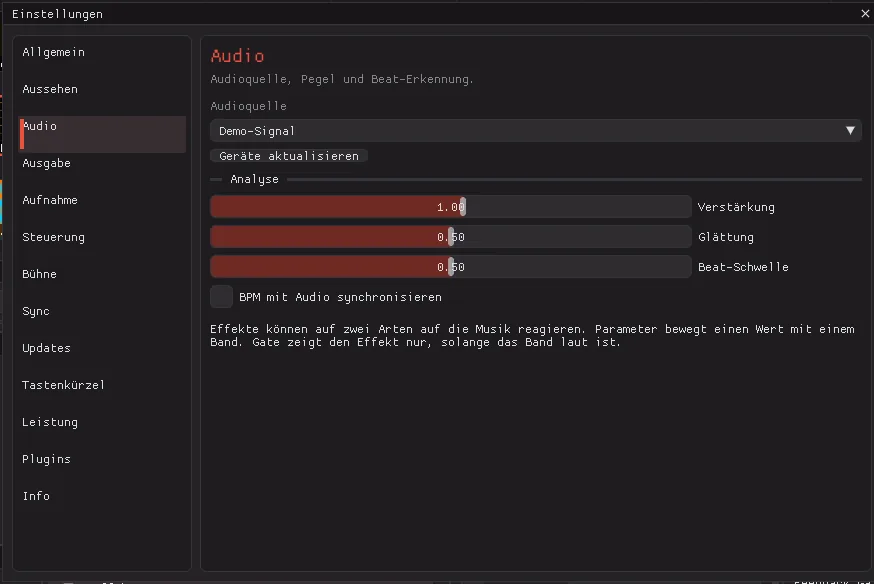 Einstellungen
Allgemein
Aussehen
Audio
Ausgabe
Aufnahme
Steuerung
Bühne
Sync
Updates
Tastenkürzel
Leistung
Plugins
Info
Audio
Audioquelle, Pegel und Beat-Erkennung.
Audioquelle
Demo-Signal
Geräte aktualisieren
Analyse
1.00 Verstärkung
0.50 Glättung
0.50 Beat-Schwelle
BPM mit Audio synchronisieren
Effekte können auf zwei Arten auf die Musik reagieren. Parameter bewegt einen Wert mit einem
Band. Gate zeigt den Effekt nur, solange das Band laut ist.